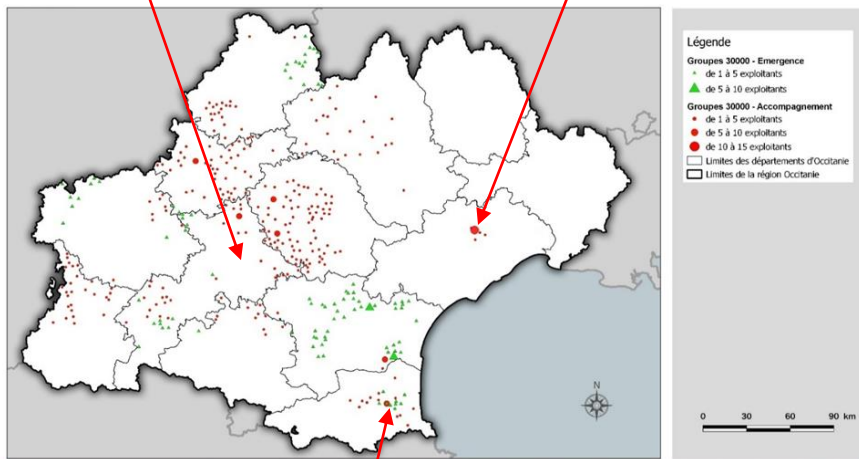 Légende
Groupes 30000 - Emergence
de 1 à 5 exploitants
de 5 à 10 exploitants
Groupes 30000 - Accompagnement
de 1 à 5 exploitants
de 5 à 10 exploitants
de 10 à 15 exploitants
Limites des départements d'Occitanie
Limites de la région Occitanie
N
0 30 60 90 km